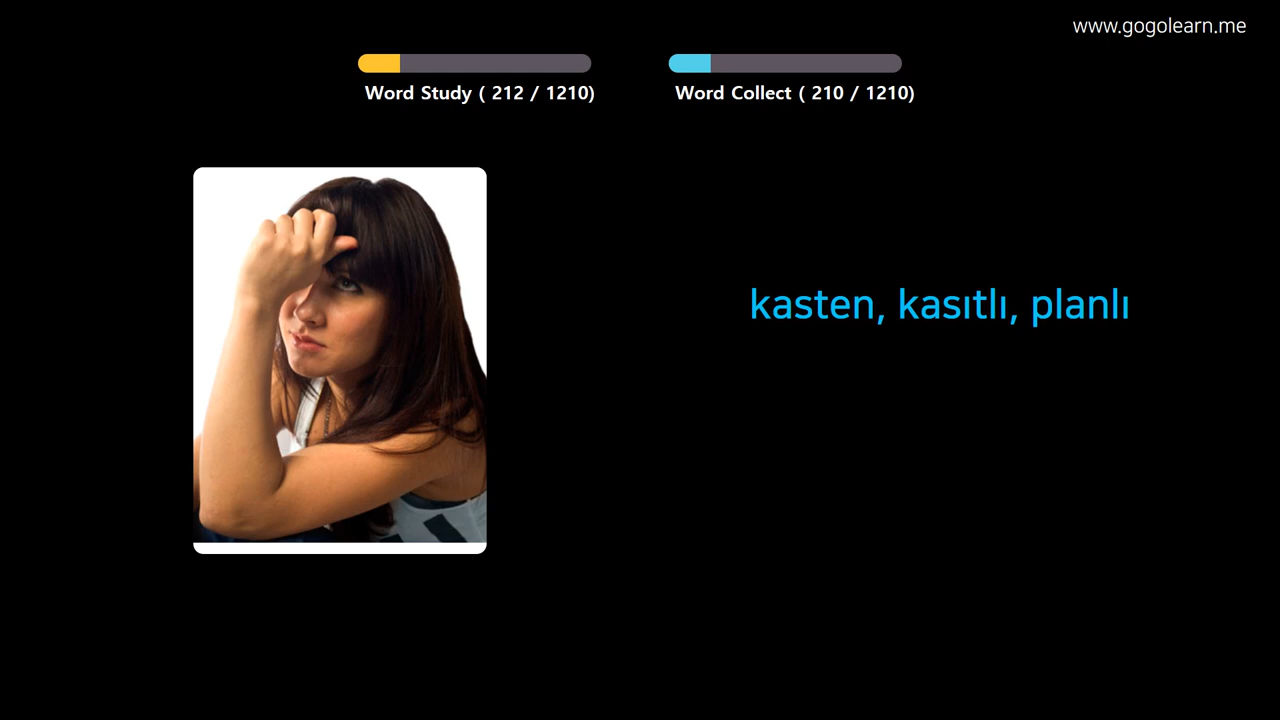 www.gogolearn.me
Word Study ( 212 / 1210)
Word Collect ( 210 / 1210)
kasten, kasıtlı, planlı